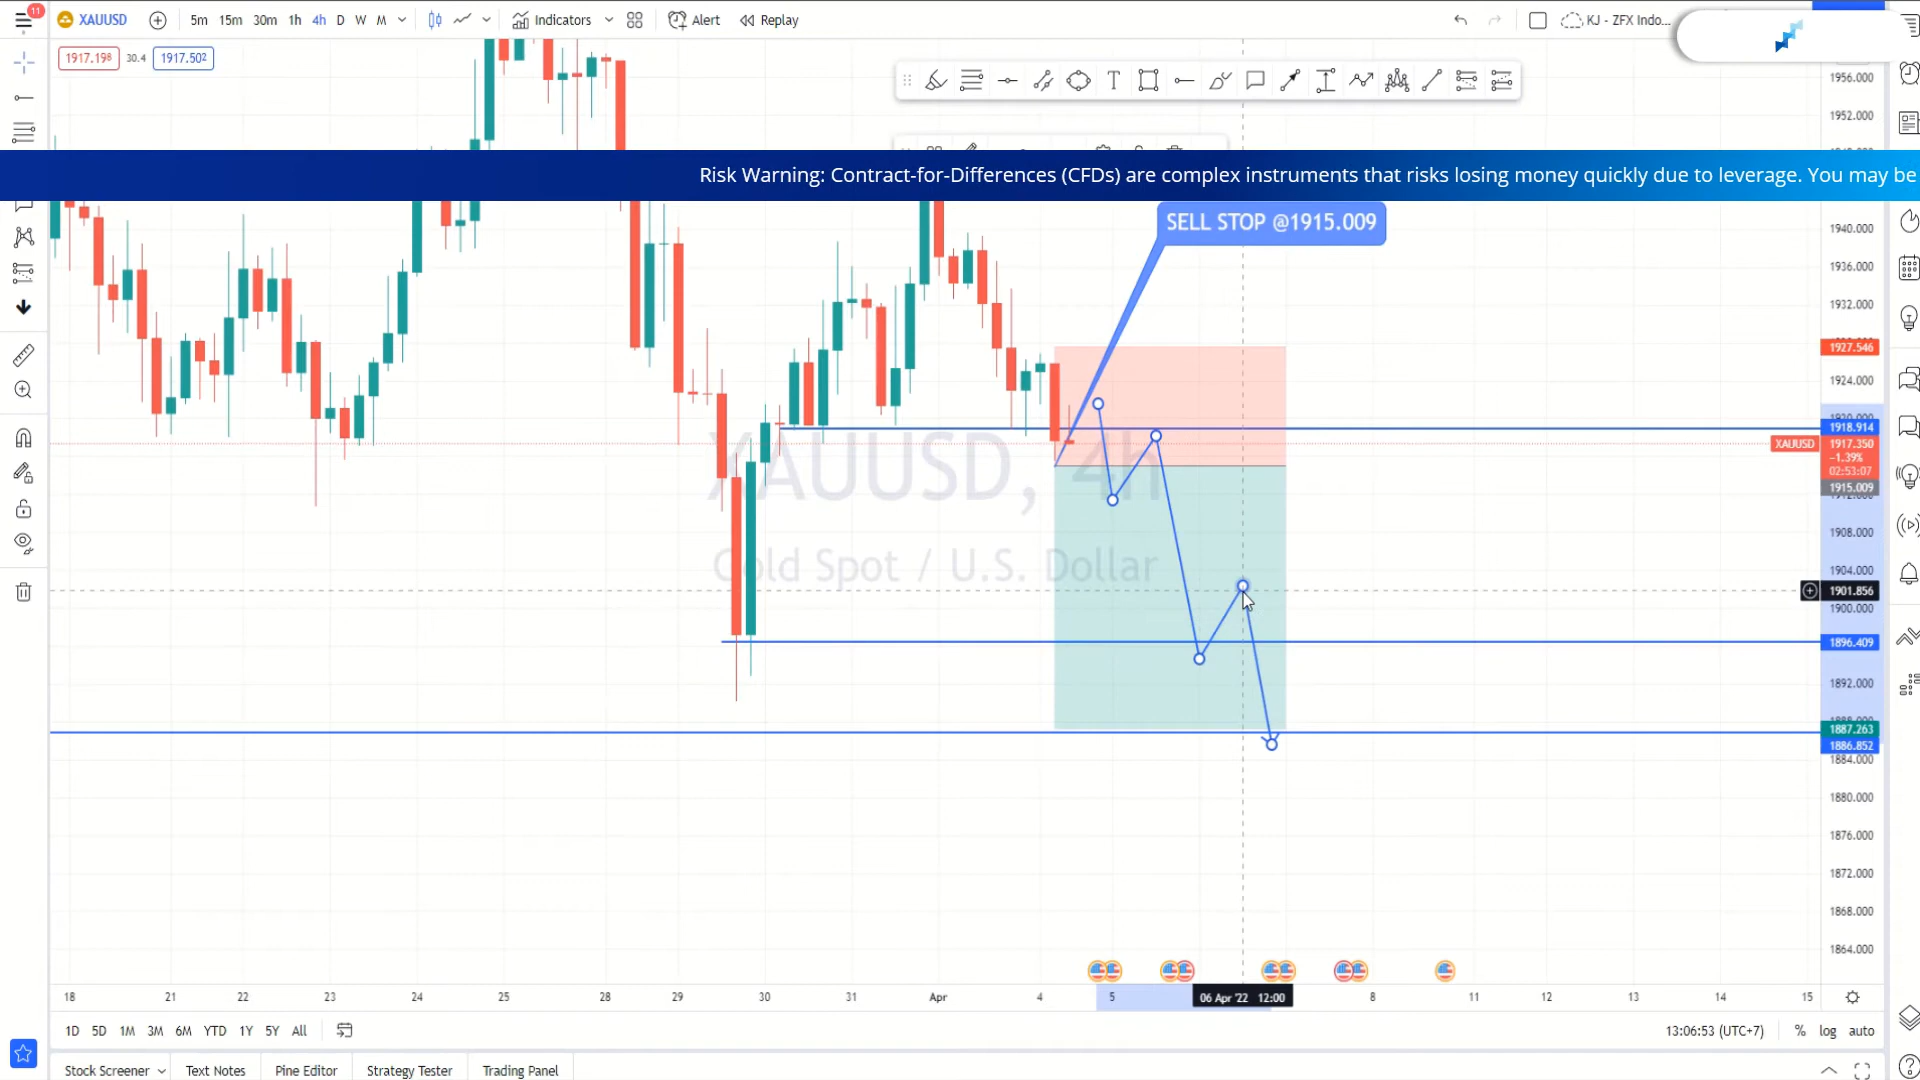 11
XAUUSD
5m 15m 30m 1h 4h D W M
Indicators
Alert
Replay
KJ - ZFX Indo...
1917.198 30.4 1917.502
Risk Warning: Contract-for-Differences (CFDs) are complex instruments that risks losing money quickly due to leverage. You may be
SELL STOP @1915.009
XAUUSD, 4h
Cold Spot / U.S. Dollar
1956.000
1952.000
1940.000
1936.000
1932.000
1927.546
1924.000
1920.000
1918.914
XAUUSD 1917.350
-1.39%
02:53:07
1915.009
1908.000
1904.000
1901.856
1900.000
1896.409
1892.000
1887.263
1886.852
1884.000
1880.000
1876.000
1872.000
1868.000
1864.000
18 21 22 23 24 25 28 29 30 31 Apr 4 5 06 Apr '22 12:00 8 11 12 13 14 15
1D 5D 1M 3M 6M YTD 1Y 5Y All
13:06:53 (UTC+7) % log auto
Stock Screener Text Notes Pine Editor Strategy Tester Trading Panel